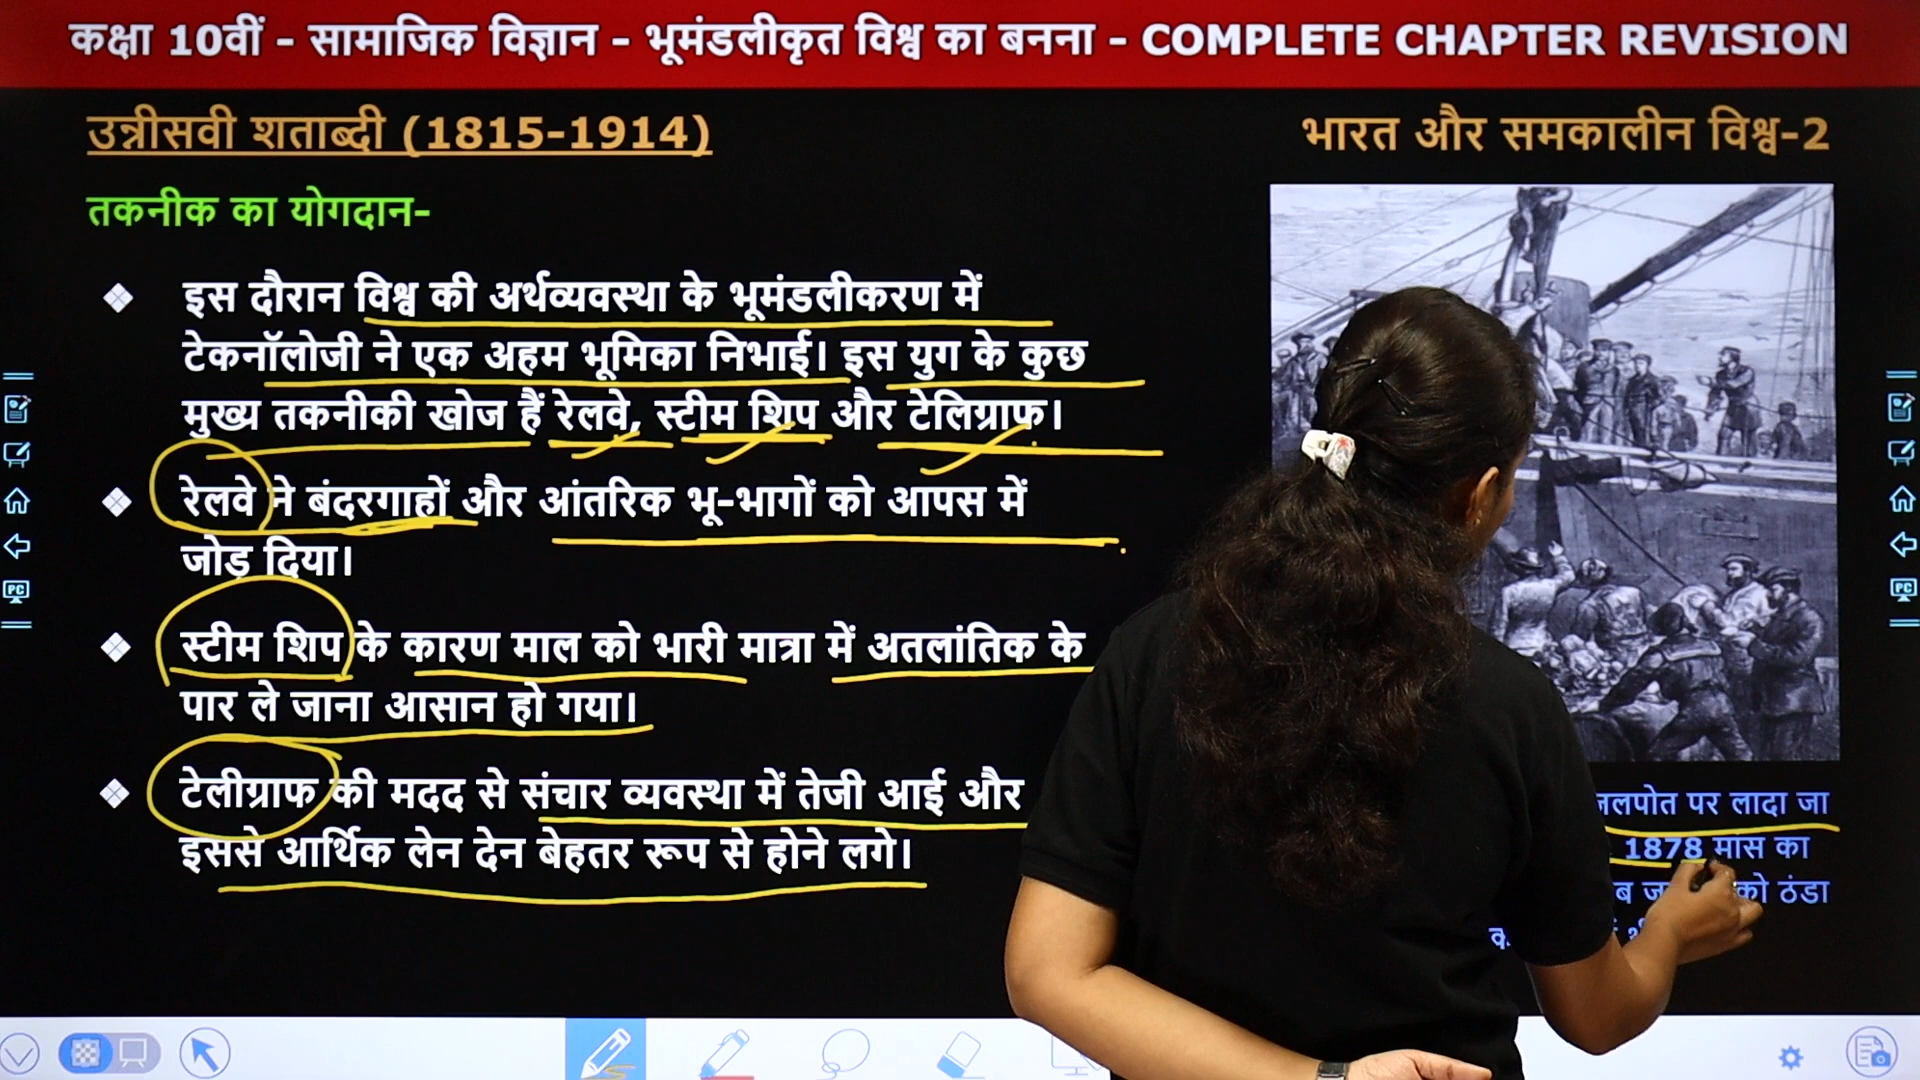 कक्षा 10वीं - सामाजिक विज्ञान - भूमंडलीकृत विश्व का बनना - COMPLETE CHAPTER REVISION
उन्नीसवी शताब्दी (1815-1914)
भारत और समकालीन विश्व-2
तकनीक का योगदान-
इस दौरान विश्व की अर्थव्यवस्था के भूमंडलीकरण में
टेकनॉलोजी ने एक अहम भूमिका निभाई। इस युग के कुछ
मुख्य तकनीकी खोज हैं रेलवे, स्टीम शिप और टेलिग्राफ।
रेलवे ने बंदरगाहों और आंतरिक भू-भागों को आपस में
जोड़ दिया।
स्टीम शिप के कारण माल को भारी मात्रा में अतलांतिक के
पार ले जाना आसान हो गया।
टेलीग्राफ की मदद से संचार व्यवस्था में तेजी आई और
इससे आर्थिक लेन देन बेहतर रूप से होने लगे।
पर लादा जा
1878 मांस का
को ठंडा
PC
PC